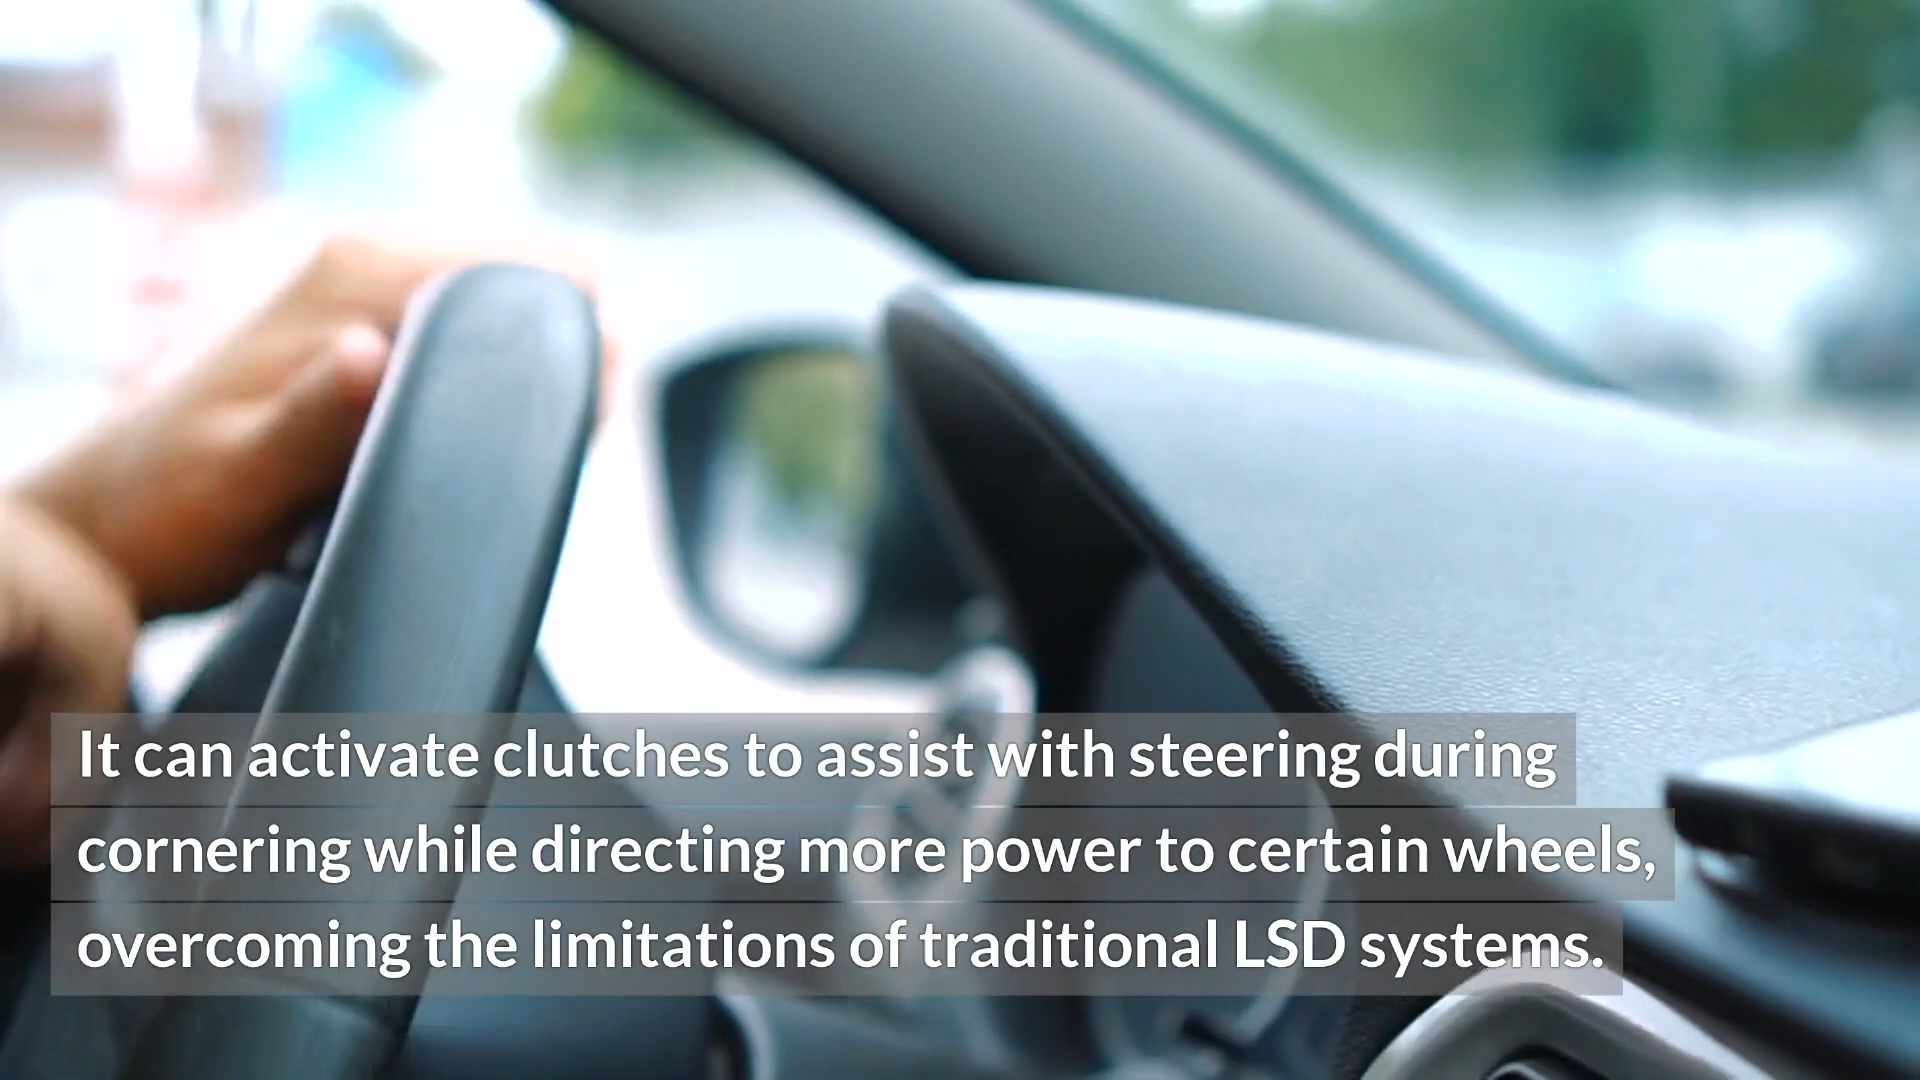 It can activate clutches to assist with steering during
cornering while directing more power to certain wheels,
overcoming the limitations of traditional LSD systems.